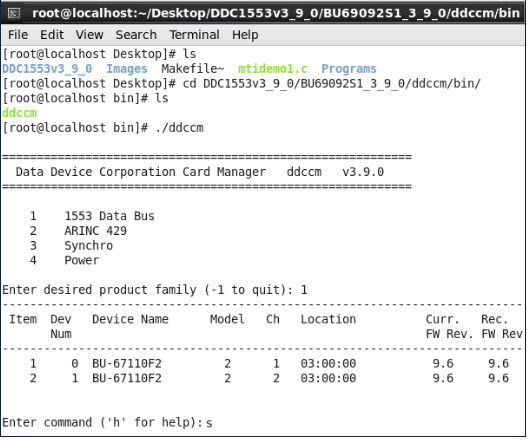 root@localhost:~/Desktop/DDC1553v3_9_0/BU69092S1_3_9_0/ddccm/bin
File Edit View Search Terminal Help
[root@localhost Desktop]# ls
DDC1553v3_9_0 Images Makefile~ mtidemo1.c Programs
[root@localhost Desktop]# cd DDC1553v3_9_0/BU69092S1_3_9_0/ddccm/bin/
[root@localhost bin]# ls
ddccm
[root@localhost bin]# ./ddccm
===========================================================
Data Device Corporation Card Manager ddccm v3.9.0
===========================================================
1 1553 Data Bus
2 ARINC 429
3 Synchro
4 Power
Enter desired product family (-1 to quit): 1
---------------------------------------------------------------------------
Item Dev Device Name Model Ch Location Curr. Rec.
Num FW Rev. FW Rev
---------------------------------------------------------------------------
1 0 BU-67110F2 2 1 03:00:00 9.6 9.6
2 1 BU-67110F2 2 2 03:00:00 9.6 9.6
Enter command ('h' for help):s